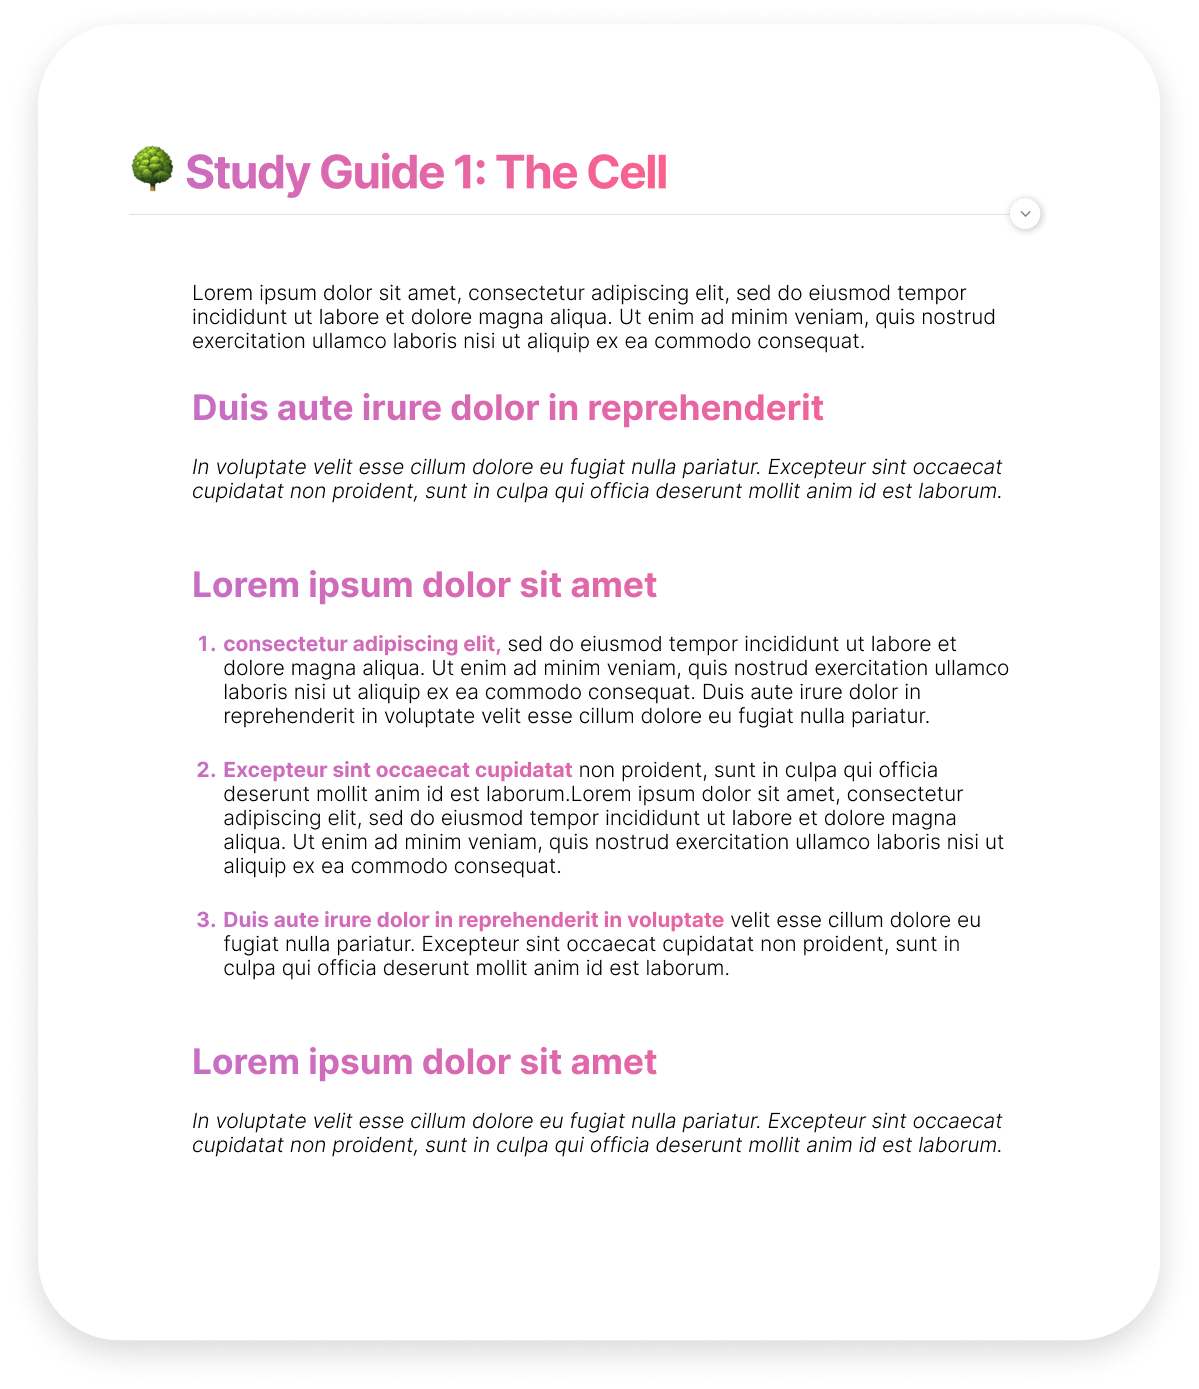 Study Guide 1: The Cell
Lorem ipsum dolor sit amet, consectetur adipiscing elit, sed do eiusmod tempor
incididunt ut labore et dolore magna aliqua. Ut enim ad minim veniam, quis nostrud
exercitation ullamco laboris nisi ut aliquip ex ea commodo consequat.
Duis aute irure dolor in reprehenderit
In voluptate velit esse cillum dolore eu fugiat nulla pariatur. Excepteur sint occaecat
cupidatat non proident, sunt in culpa qui officia deserunt mollit anim id est laborum.
Lorem ipsum dolor sit amet
1. consectetur adipiscing elit, sed do eiusmod tempor incididunt ut labore et
dolore magna aliqua. Ut enim ad minim veniam, quis nostrud exercitation ullamco
laboris nisi ut aliquip ex ea commodo consequat. Duis aute irure dolor in
reprehenderit in voluptate velit esse cillum dolore eu fugiat nulla pariatur.
2. Excepteur sint occaecat cupidatat non proident, sunt in culpa qui officia
deserunt mollit anim id est laborum.Lorem ipsum dolor sit amet, consectetur
adipiscing elit, sed do eiusmod tempor incididunt ut labore et dolore magna
aliqua. Ut enim ad minim veniam, quis nostrud exercitation ullamco laboris nisi ut
aliquip ex ea commodo consequat.
3. Duis aute irure dolor in reprehenderit in voluptate velit esse cillum dolore eu
fugiat nulla pariatur. Excepteur sint occaecat cupidatat non proident, sunt in
culpa qui officia deserunt mollit anim id est laborum.
Lorem ipsum dolor sit amet
In voluptate velit esse cillum dolore eu fugiat nulla pariatur. Excepteur sint occaecat
cupidatat non proident, sunt in culpa qui officia deserunt mollit anim id est laborum.